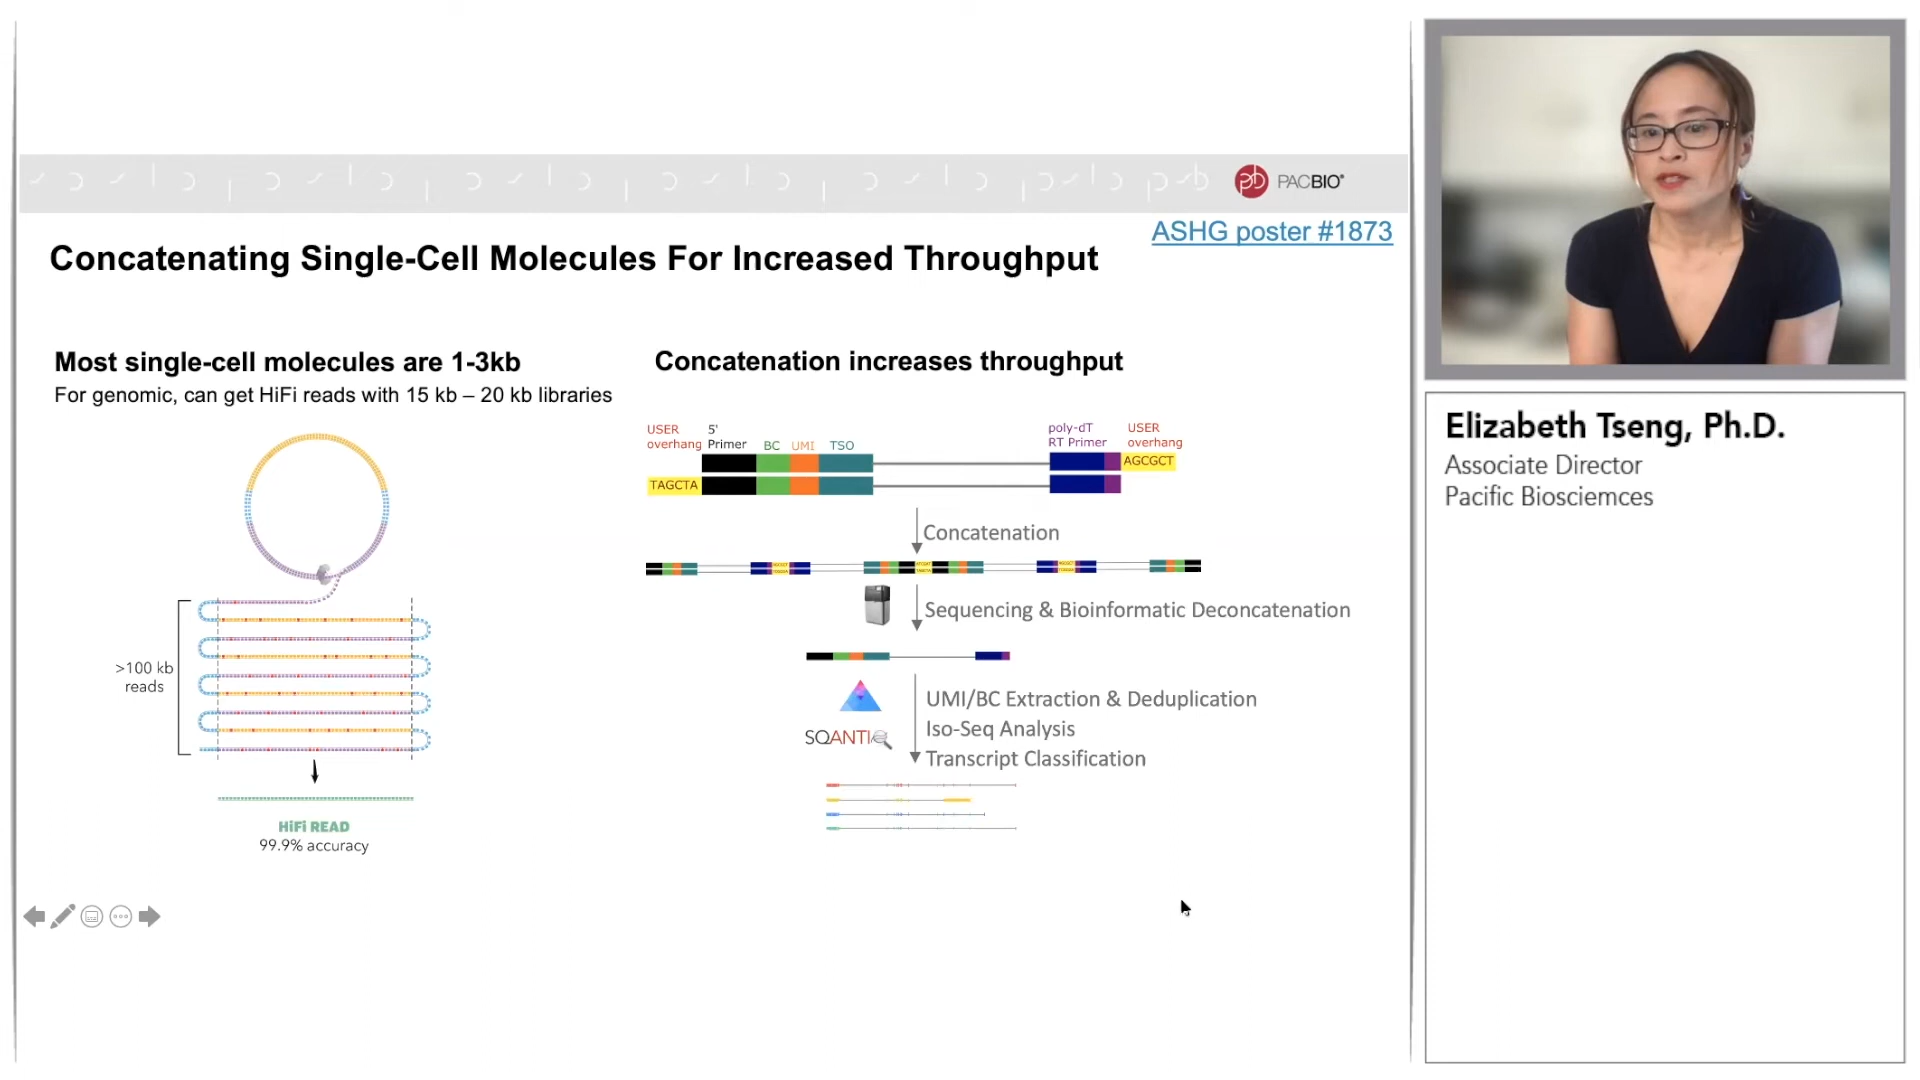 PACBIO®
ASHG poster #1873
Concatenating Single-Cell Molecules For Increased Throughput
Most single-cell molecules are 1-3kb
For genomic, can get HiFi reads with 15 kb – 20 kb libraries
>100 kb
reads
HiFi READ
99.9% accuracy
Concatenation increases throughput
USER
overhang
5'
Primer
BC
UMI
TSO
poly-dT
RT Primer
USER
overhang
AGCGCT
TAGCTA
Concatenation
Sequencing & Bioinformatic Deconcatenation
UMI/BC Extraction & Deduplication
SQANTI
Iso-Seq Analysis
Transcript Classification
Elizabeth Tseng, Ph.D.
Associate Director
Pacific Biosciemces